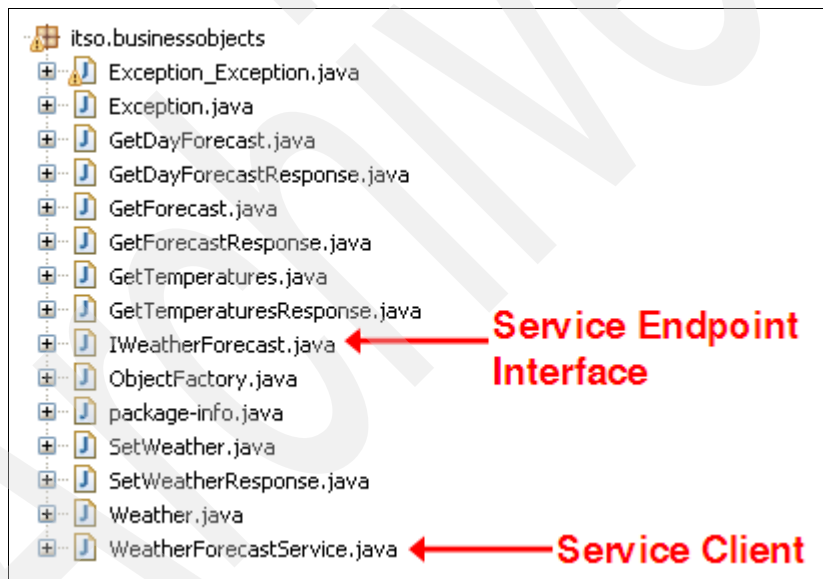 itso.businessobjects
Exception_Exception.java
Exception.java
GetDayForecast.java
GetDayForecastResponse.java
GetForecast.java
GetForecastResponse.java
GetTemperatures.java
GetTemperaturesResponse.java
IWeatherForecast.java
Service Endpoint
Interface
ObjectFactory.java
package-info.java
SetWeather.java
SetWeatherResponse.java
Weather.java
WeatherForecastService.java
Service Client